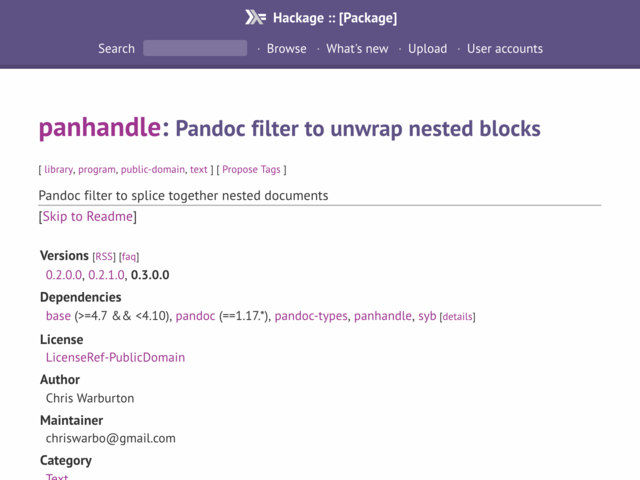 Hackage :: [Package]
Search · Browse · What's new · Upload · User accounts
panhandle: Pandoc filter to unwrap nested blocks
[ library, program, public-domain, text ] [ Propose Tags ]
Pandoc filter to splice together nested documents
[Skip to Readme]
Versions [RSS] [faq]
0.2.0.0, 0.2.1.0, 0.3.0.0
Dependencies
base (>=4.7 && <4.10), pandoc (==1.17.*), pandoc-types, panhandle, syb [details]
License
LicenseRef-PublicDomain
Author
Chris Warburton
Maintainer
chriswarbo@gmail.com
Category
Text